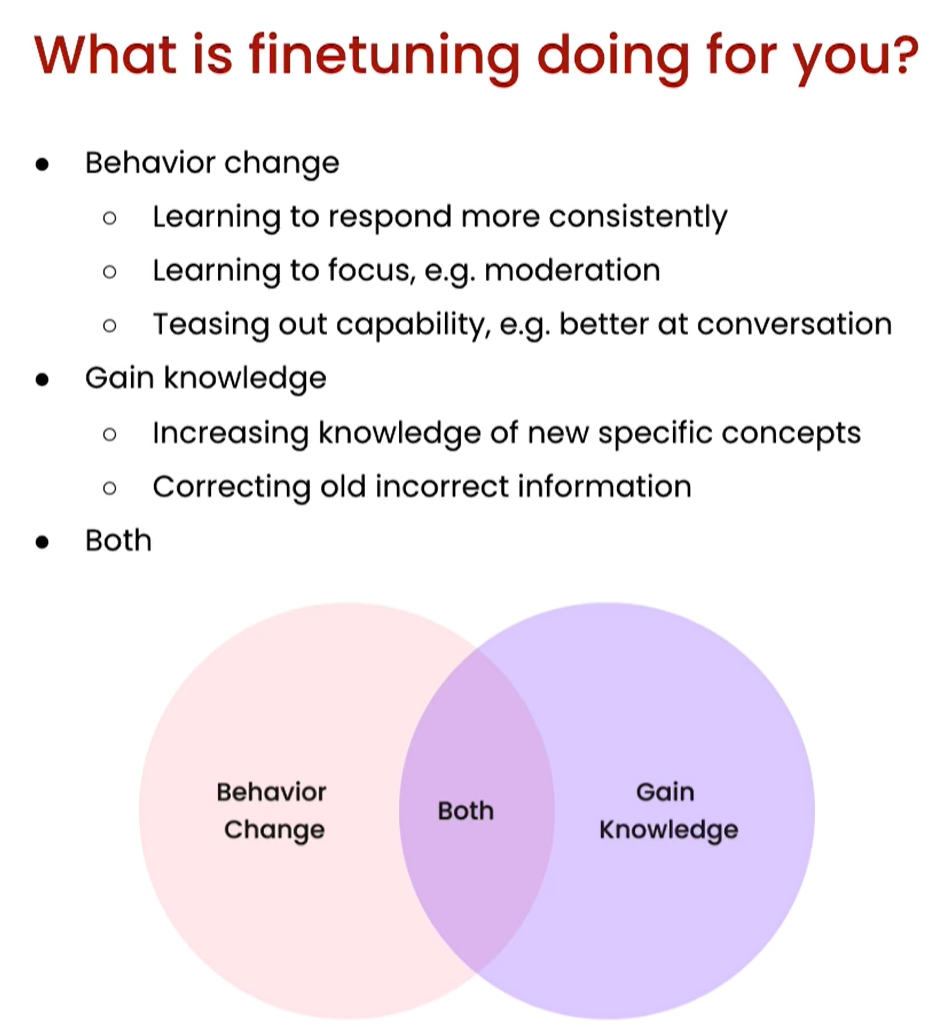 What is finetuning doing for you?
● Behavior change
○ Learning to respond more consistently
○ Learning to focus, e.g. moderation
○ Teasing out capability, e.g. better at conversation
● Gain knowledge
○ Increasing knowledge of new specific concepts
○ Correcting old incorrect information
● Both
Behavior
Change
Both
Gain
Knowledge